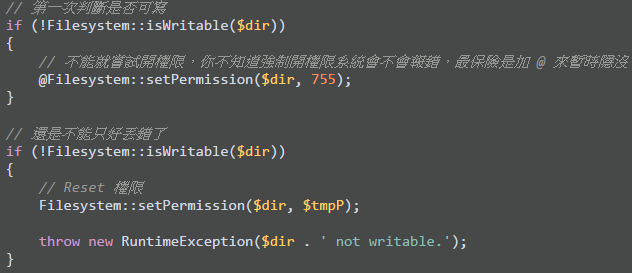 // 第一次判斷是否可寫
if (!Filesystem::isWritable($dir))
{
// 不能就嘗試開權限，你不知道強制開權限系統會不會報錯，最保險是加 @ 來暫時隱沒
@Filesystem::setPermission($dir, 755);
}
// 還是不能只好丟錯了
if (!Filesystem::isWritable($dir))
{
// Reset 權限
Filesystem::setPermission($dir, $tmpP);
throw new RuntimeException($dir . ' not writable.');
}